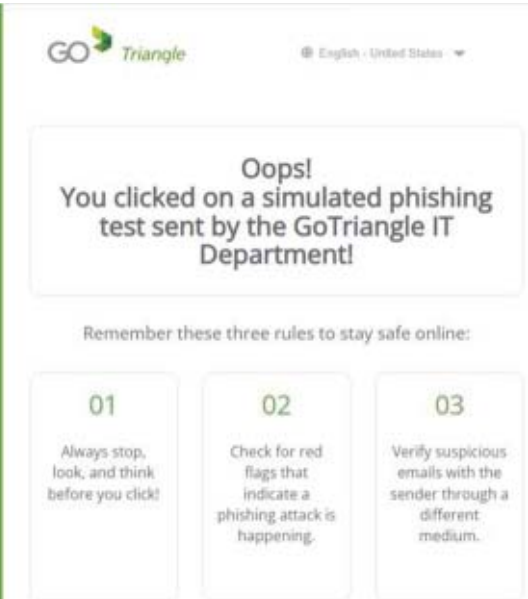 GO Triangle
English - United States
Oops!
You clicked on a simulated phishing
test sent by the GoTriangle IT
Department!
Remember these three rules to stay safe online:
01
Always stop,
look, and think
before you click!
02
Check for red
flags that
indicate a
phishing attack is
happening.
03
Verify suspicious
emails with the
sender through a
different
medium.